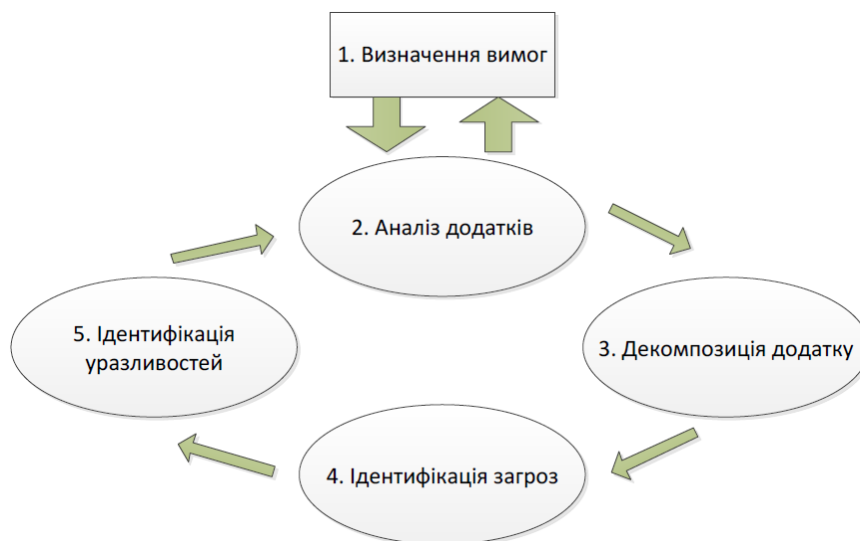 1. Визначення вимог
2. Аналіз додатків
3. Декомпозиція додатку
4. Ідентифікація загроз
5. Ідентифікація
уразливостей